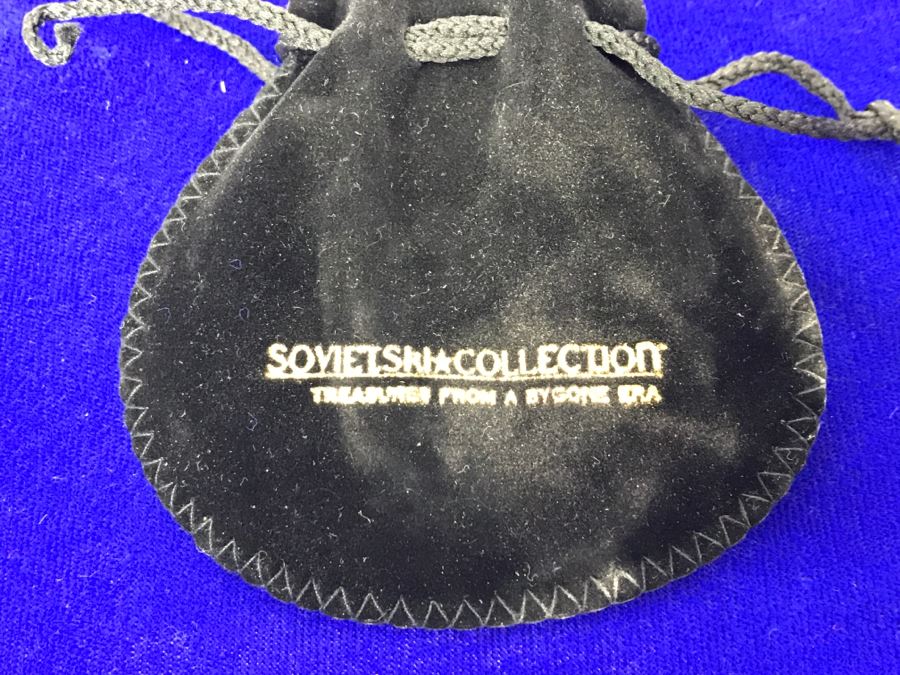 SOVIETSKI★COLLECTION
TREASURES FROM A BYGONE ERA